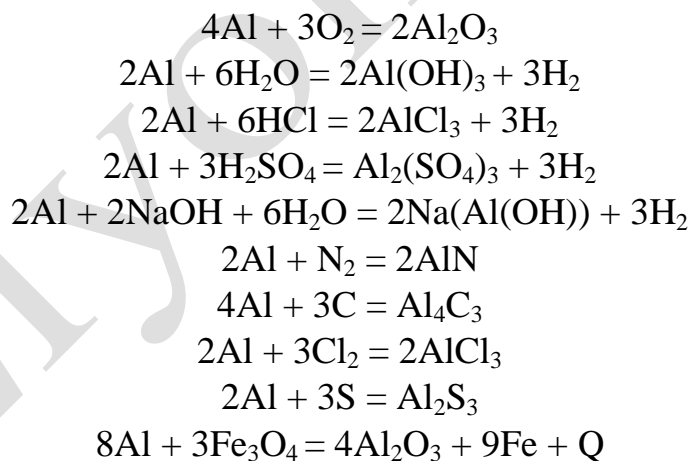 4Al + 3O₂ = 2Al₂O₃
2Al + 6H₂O = 2Al(OH)₃ + 3H₂
2Al + 6HCl = 2AlCl₃ + 3H₂
2Al + 3H₂SO₄ = Al₂(SO₄)₃ + 3H₂
2Al + 2NaOH + 6H₂O = 2Na(Al(OH)) + 3H₂
2Al + N₂ = 2AlN
4Al + 3C = Al₄C₃
2Al + 3Cl₂ = 2AlCl₃
2Al + 3S = Al₂S₃
8Al + 3Fe₃O₄ = 4Al₂O₃ + 9Fe + Q